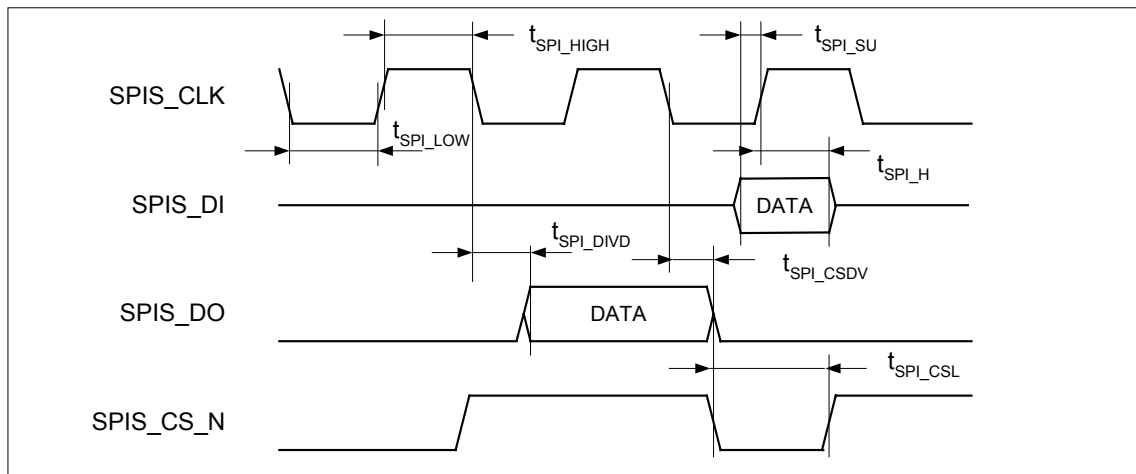 tSPI_HIGH
tSPI_SU
SPIS_CLK
tSPI_LOW
tSPI_H
SPIS_DI
DATA
tSPI_DIVD
tSPI_CSDV
SPIS_DO
DATA
tSPI_CSL
SPIS_CS_N